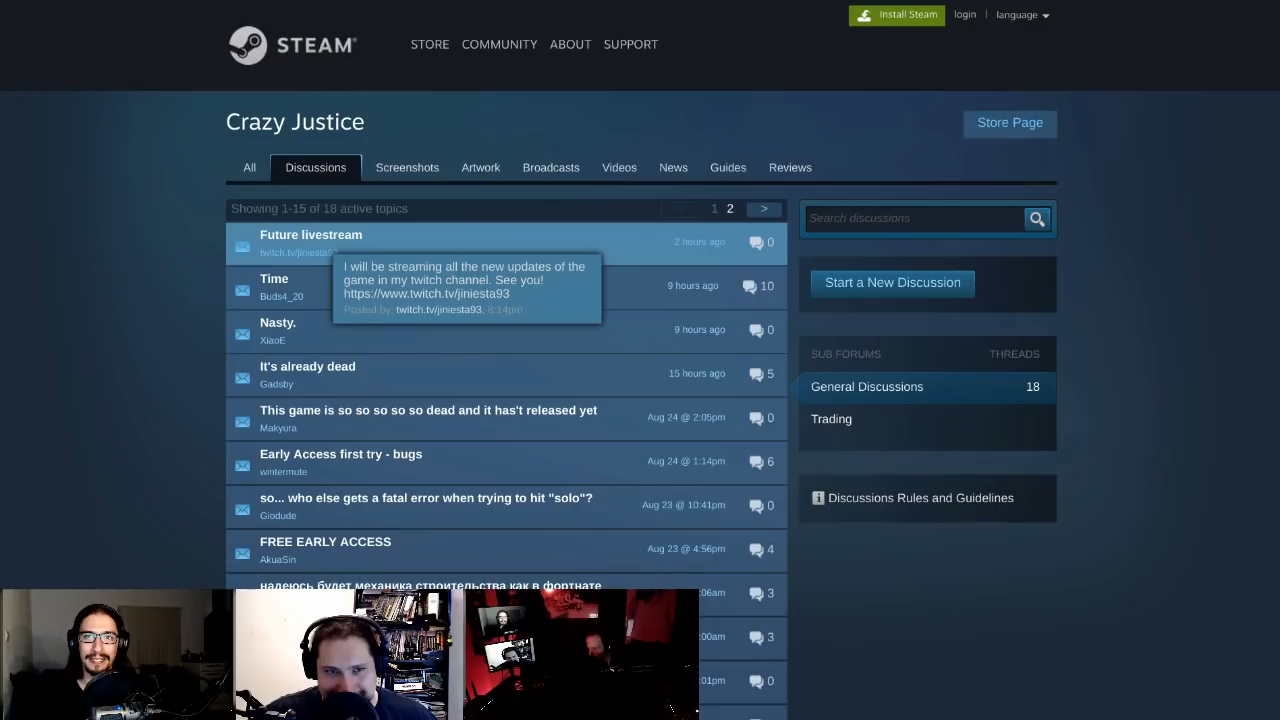 Install Steam
login
language
STEAM
STORE
COMMUNITY
ABOUT
SUPPORT
Crazy Justice
Store Page
All
Discussions
Screenshots
Artwork
Broadcasts
Videos
News
Guides
Reviews
Showing 1-15 of 18 active topics
1 2 >
Search discussions
Future livestream
twitch.tv/jiniesta93
2 hours ago
0
I will be streaming all the new updates of the
game in my twitch channel. See you!
https://www.twitch.tv/jiniesta93
Posted by: twitch.tv/jiniesta93, 8:14pm
Time
Buds4_20
9 hours ago
10
Nasty.
XiaoE
9 hours ago
0
It's already dead
Gadsby
15 hours ago
5
This game is so so so so so dead and it has't released yet
Makyura
Aug 24 @ 2:05pm
0
Early Access first try - bugs
wintermute
Aug 24 @ 1:14pm
6
so... who else gets a fatal error when trying to hit "solo"?
Giodude
Aug 23 @ 10:41pm
0
FREE EARLY ACCESS
AkuaSin
Aug 23 @ 4:56pm
4
надеюсь будет механика строительства как в фортнате
:06am
3
:00am
3
:01pm
0
Start a New Discussion
SUB FORUMS
THREADS
General Discussions
18
Trading
Discussions Rules and Guidelines